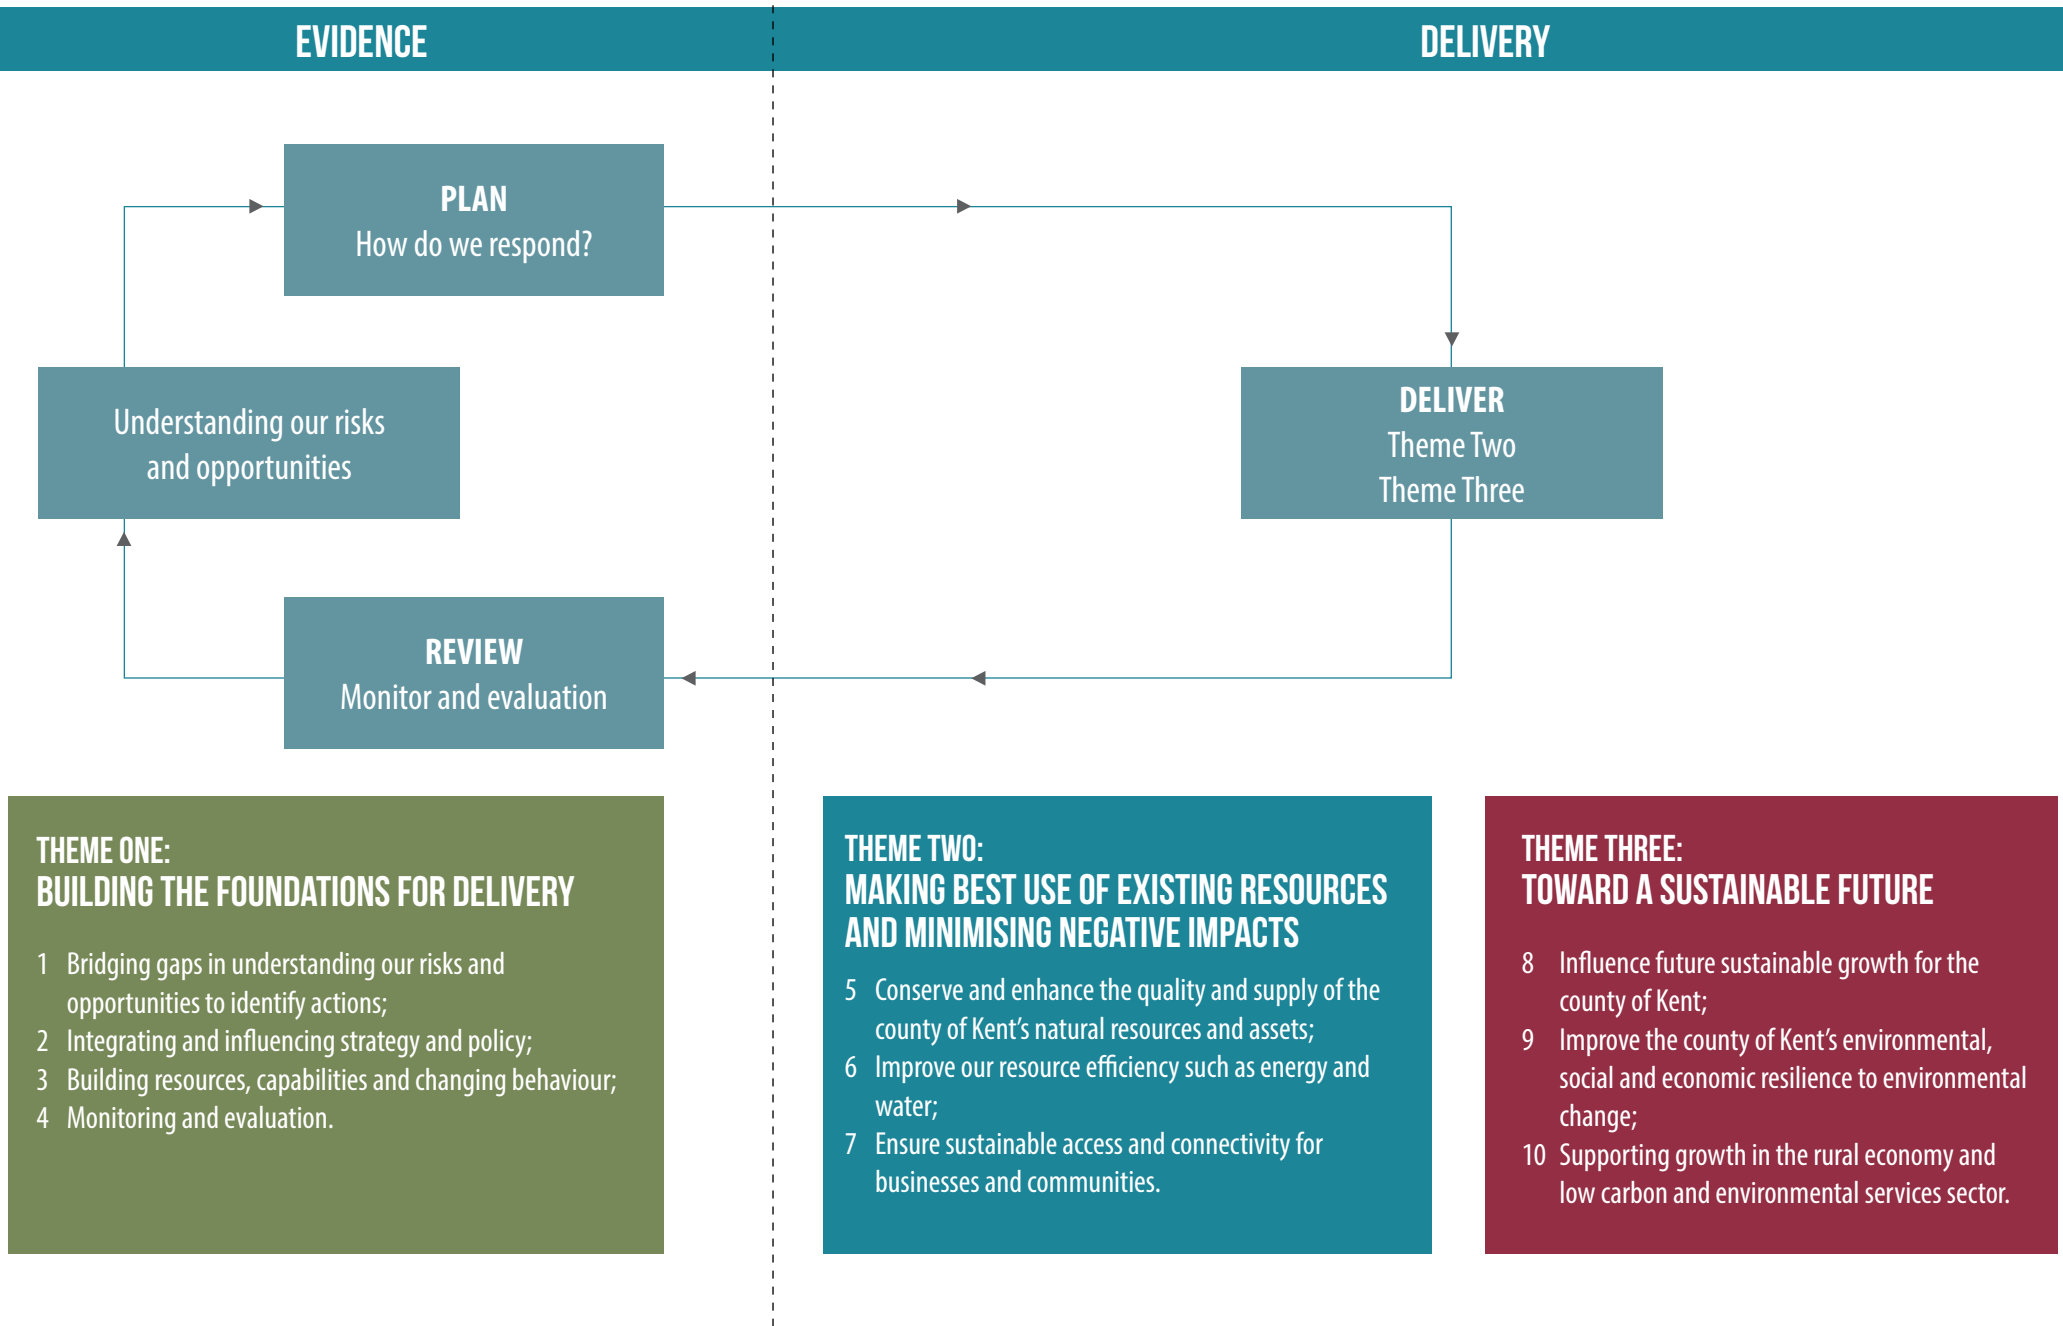 EVIDENCE
DELIVERY
PLAN
How do we respond?
Understanding our risks
and opportunities
DELIVER
Theme Two
Theme Three
REVIEW
Monitor and evaluation
THEME ONE:
BUILDING THE FOUNDATIONS FOR DELIVERY
1 Bridging gaps in understanding our risks and
opportunities to identify actions;
2 Integrating and influencing strategy and policy;
3 Building resources, capabilities and changing behaviour;
4 Monitoring and evaluation.
THEME TWO:
MAKING BEST USE OF EXISTING RESOURCES
AND MINIMISING NEGATIVE IMPACTS
5 Conserve and enhance the quality and supply of the
county of Kent’s natural resources and assets;
6 Improve our resource efficiency such as energy and
water;
7 Ensure sustainable access and connectivity for
businesses and communities.
THEME THREE:
TOWARD A SUSTAINABLE FUTURE
8 Influence future sustainable growth for the
county of Kent;
9 Improve the county of Kent’s environmental,
social and economic resilience to environmental
change;
10 Supporting growth in the rural economy and
low carbon and environmental services sector.